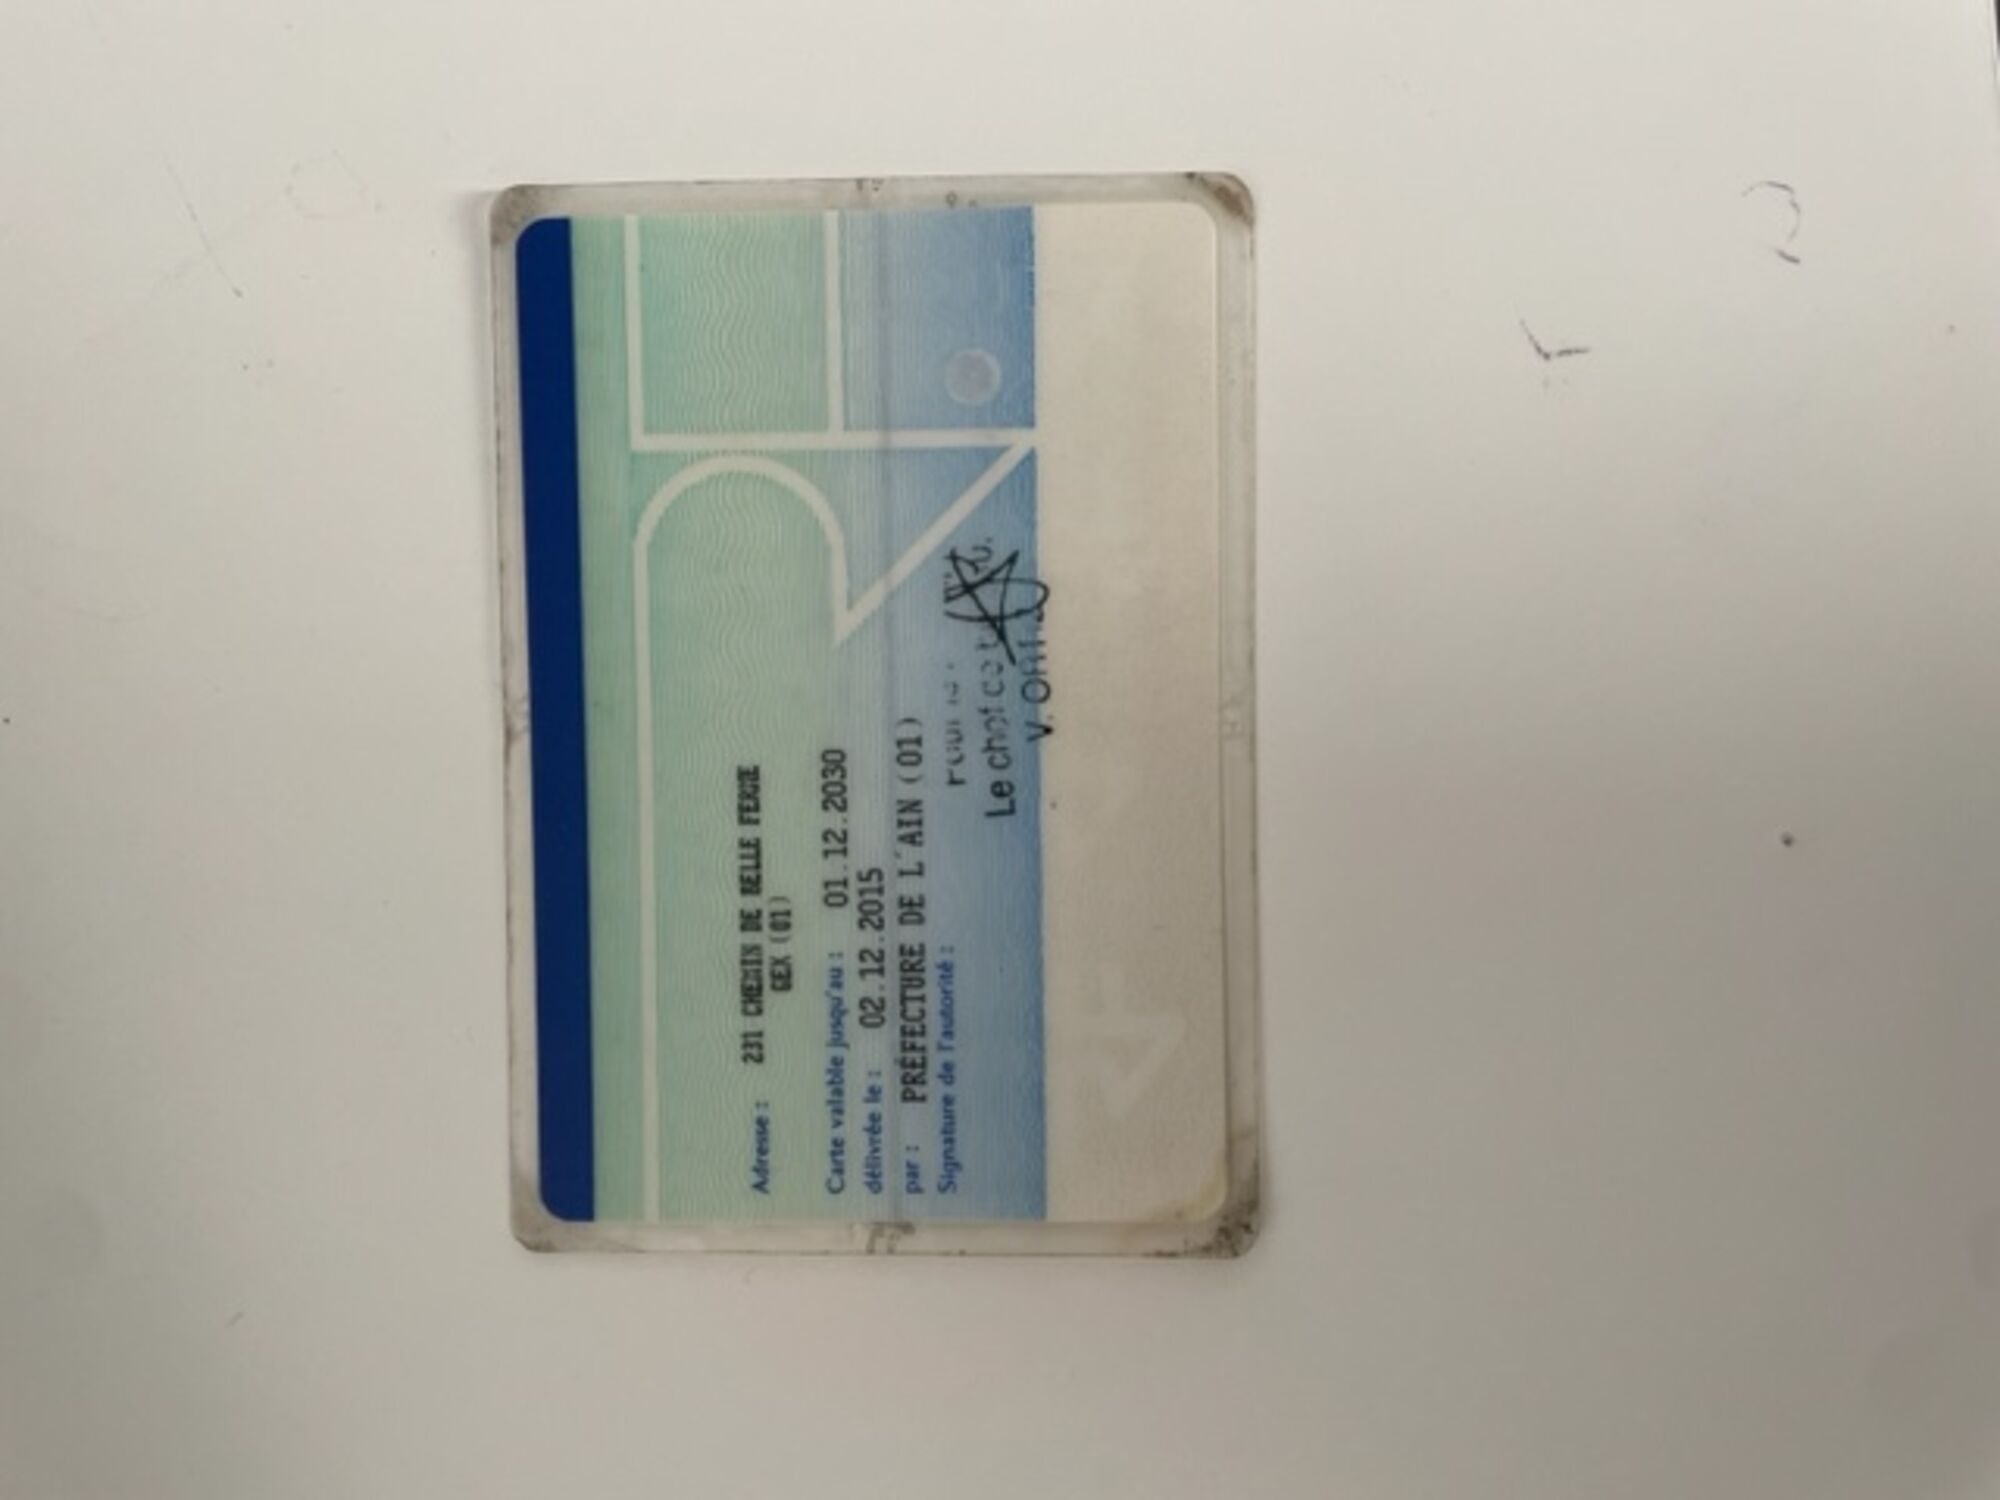 Adresse : 231 CHEMIN DE BELLE FERME
GEX (01)
Carte valable jusqu'au : 01.12.2030
délivrée le : 02.12.2015
par : PRÉFECTURE DE L'AIN (01)
Signature de l'autorité :
Le chef
V.